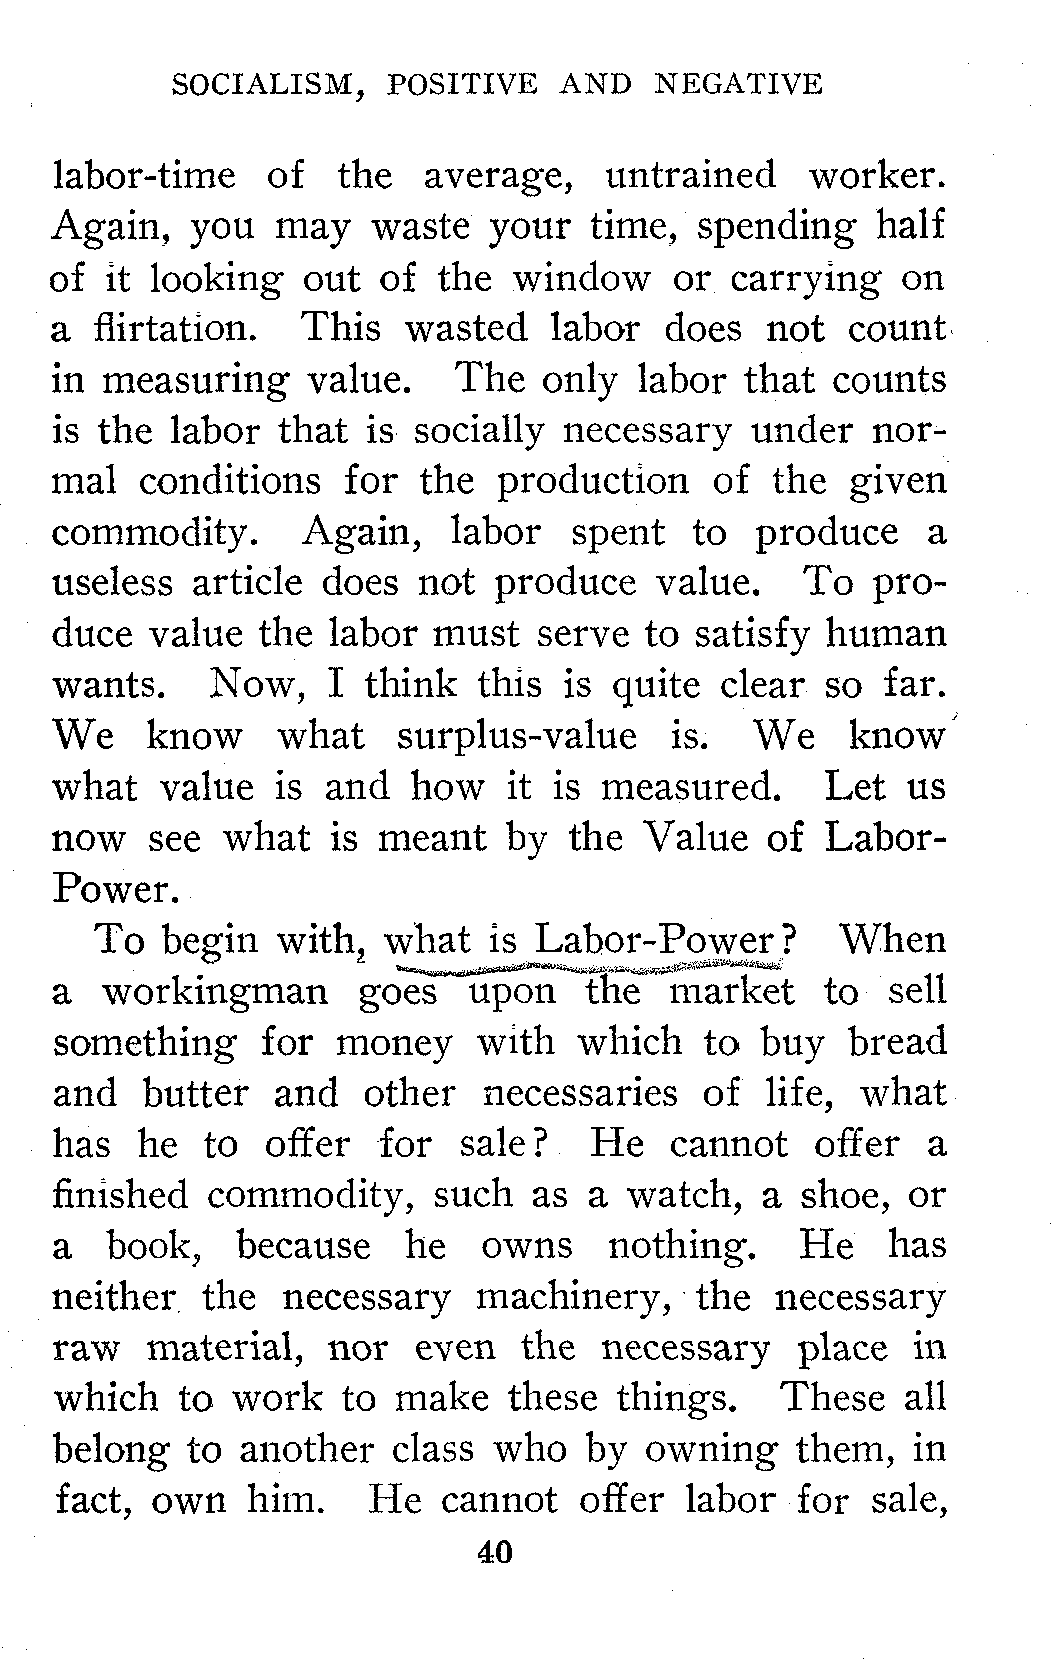 SOCIALISM, POSITIVE AND NEGATIVE
labor-time of the average, untrained worker.
Again, you may waste your time, spending half
of it looking out of the window or carrying on
a flirtation. This wasted labor does not count
in measuring value. The only labor that counts
is the labor that is socially necessary under nor-
mal conditions for the production of the given
commodity. Again, labor spent to produce a
useless article does not produce value. To pro-
duce value the labor must serve to satisfy human
wants. Now, I think this is quite clear so far.
We know what surplus-value is. We know
what value is and how it is measured. Let us
now see what is meant by the Value of Labor-
Power.
To begin with, what is Labor-Power? When
a workingman goes upon the market to sell
something for money with which to buy bread
and butter and other necessaries of life, what
has he to offer for sale? He cannot offer a
finished commodity, such as a watch, a shoe, or
a book, because he owns nothing. He has
neither the necessary machinery, the necessary
raw material, nor even the necessary place in
which to work to make these things. These all
belong to another class who by owning them, in
fact, own him. He cannot offer labor for sale,
40